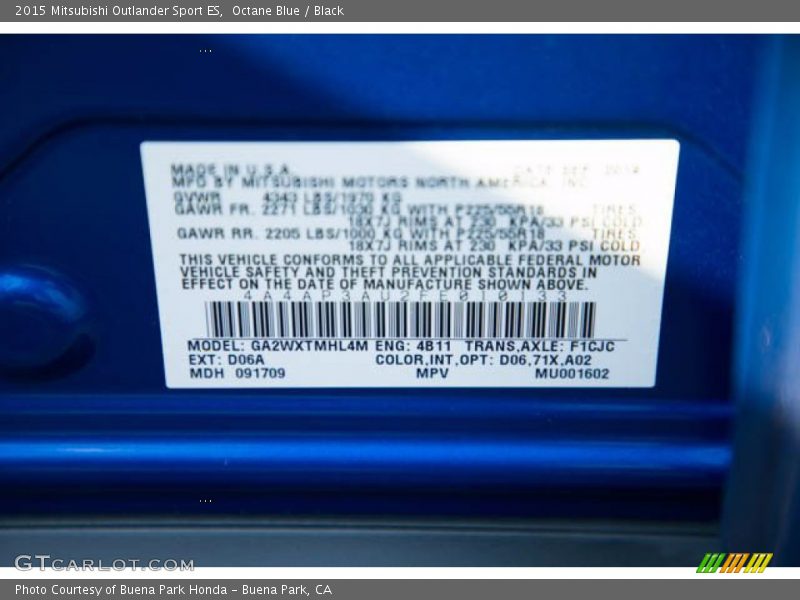 2015 Mitsubishi Outlander Sport ES,  Octane Blue / Black
MADE IN U.S.A. DATE SEP. 2014
MFD BY MITSUBISHI MOTORS NORTH AMERICA, INC.
GVWR 4343 LBS/1970 KG
GAWR FR. 2271 LBS/1030 KG WITH P225/55R18 TIRES,
18X7J RIMS AT 230 KPA/33 PSI COLD
GAWR RR. 2205 LBS/1000 KG WITH P225/55R18 TIRES,
18X7J RIMS AT 230 KPA/33 PSI COLD
THIS VEHICLE CONFORMS TO ALL APPLICABLE FEDERAL MOTOR
VEHICLE SAFETY AND THEFT PREVENTION STANDARDS IN
EFFECT ON THE DATE OF MANUFACTURE SHOWN ABOVE.
4A4AP3AU2FE010133
MODEL: GA2WXTMHL4M ENG: 4B11 TRANS,AXLE: F1CJC
EXT: D06A COLOR,INT,OPT: D06,71X,A02
MDH 091709 MPV MU001602
GTCARLOT.COM
Photo Courtesy of Buena Park Honda - Buena Park, CA